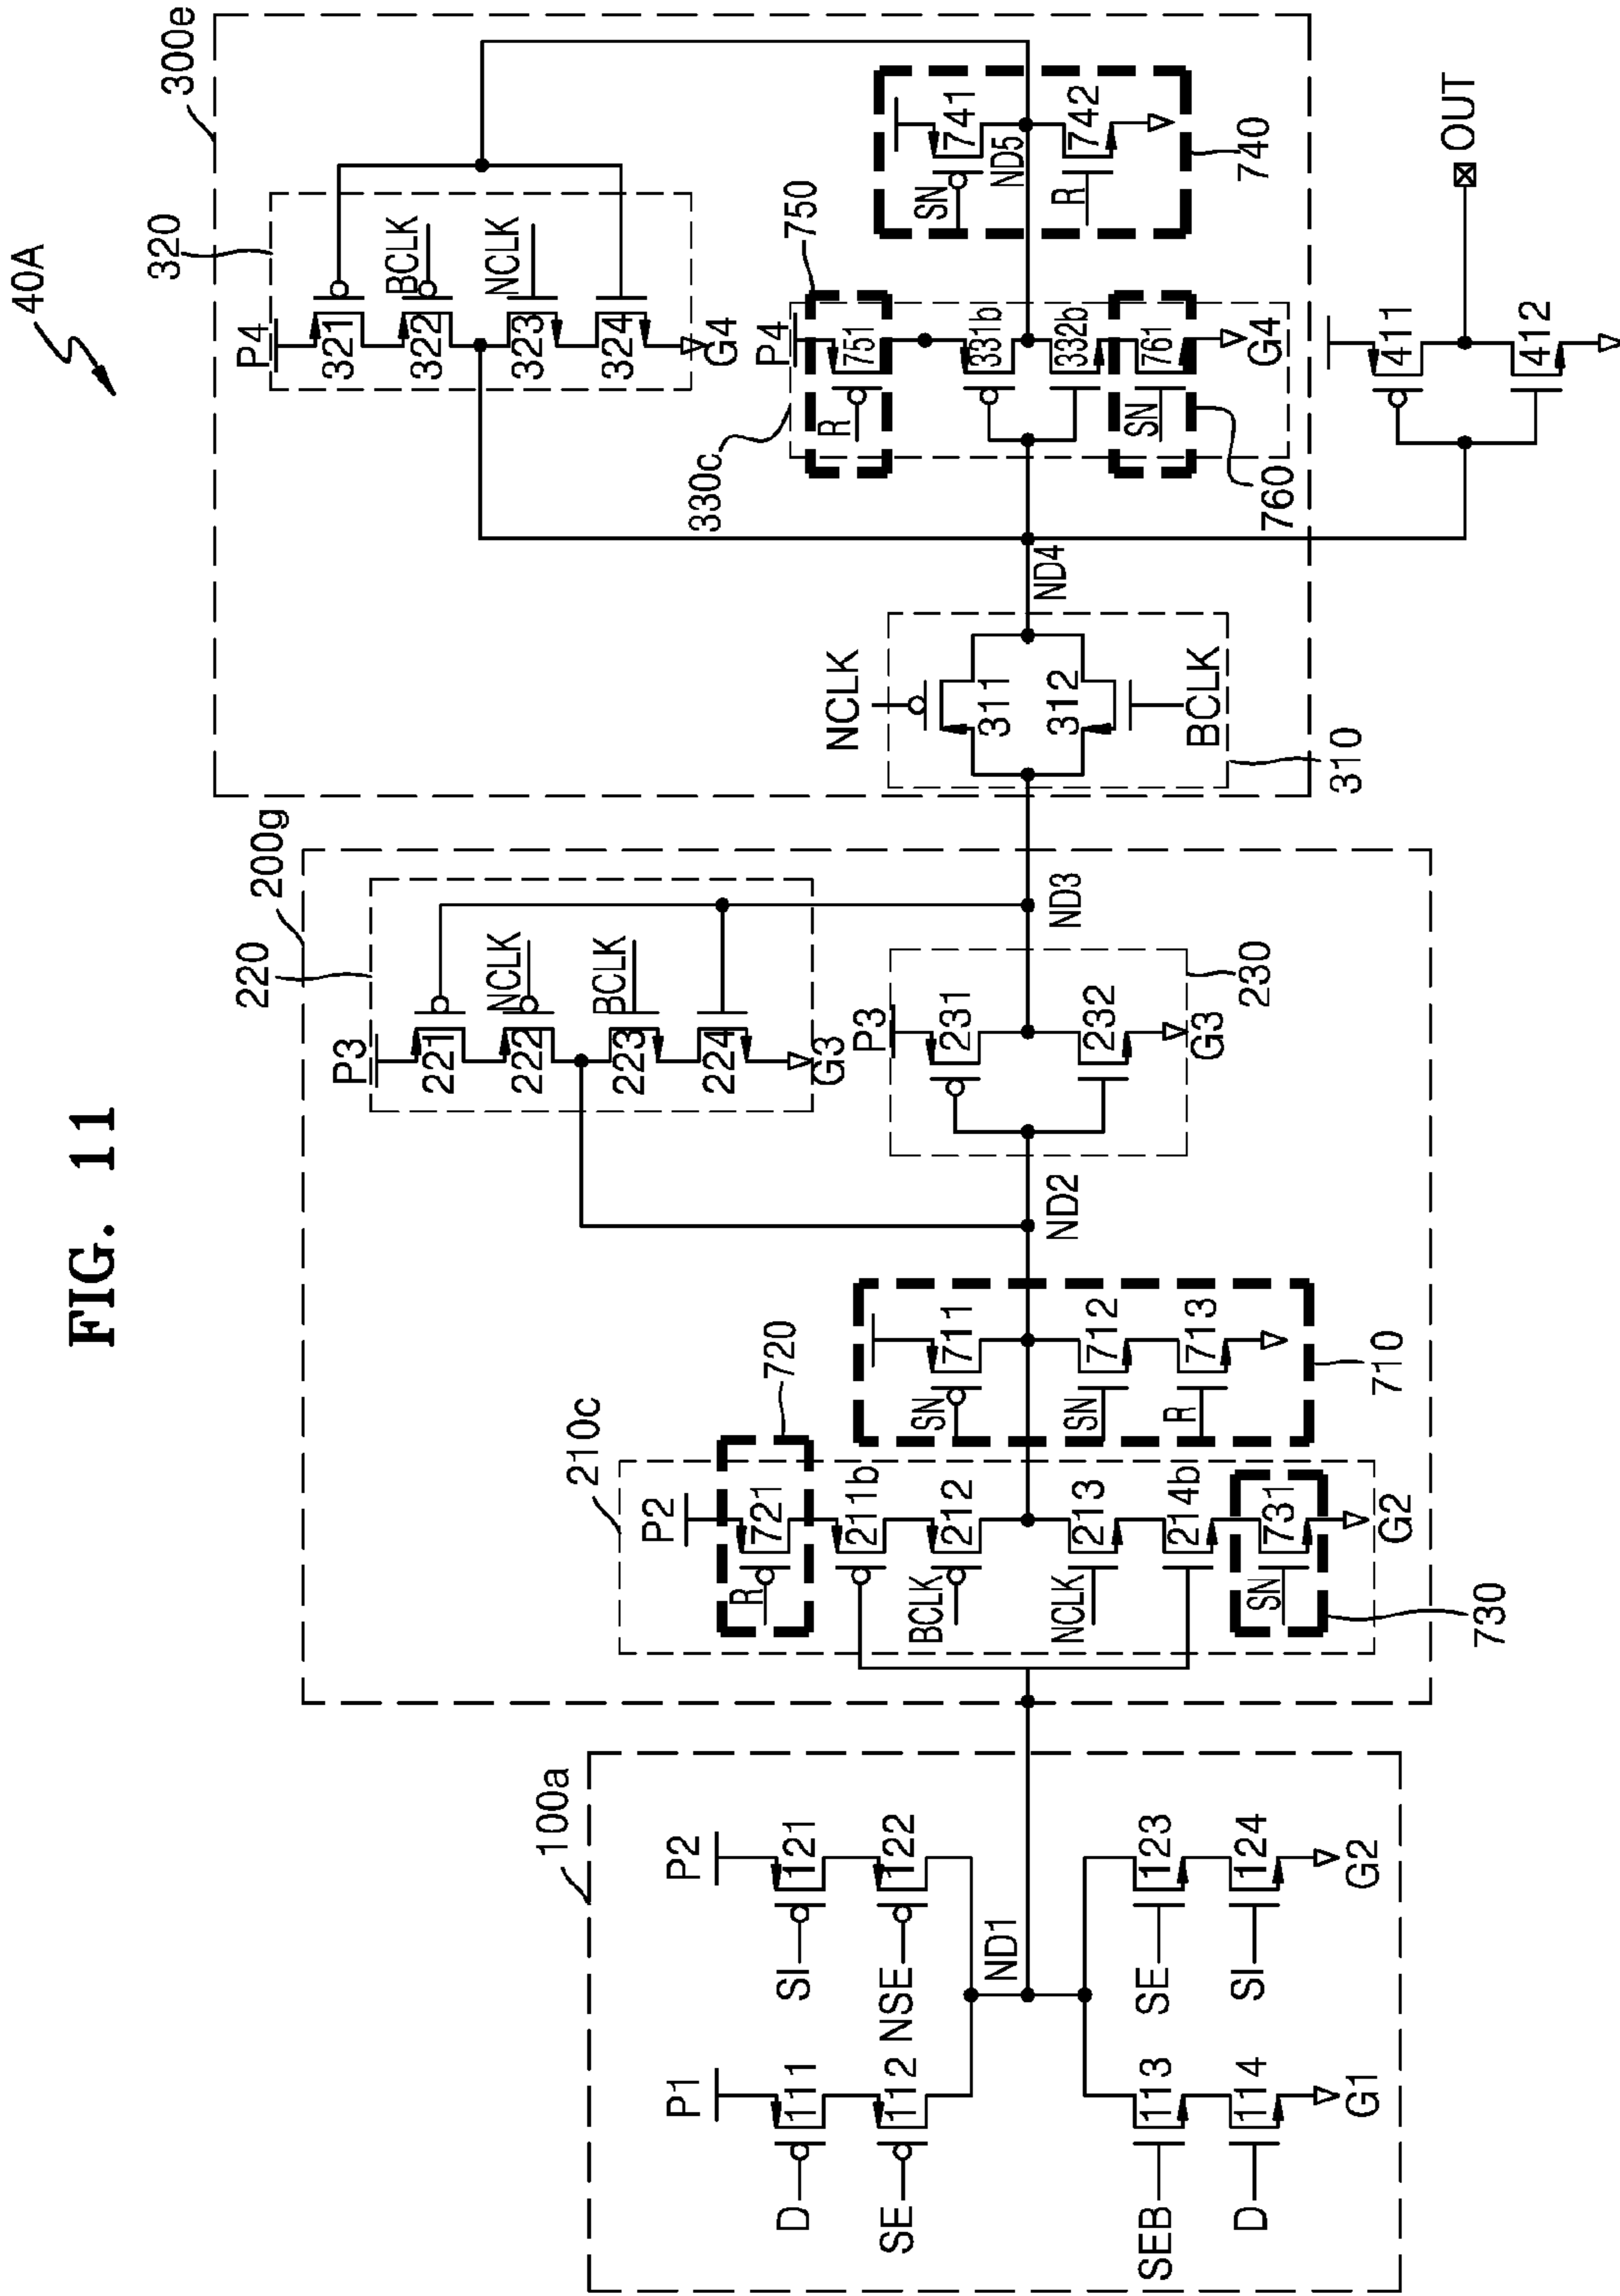 FIG. 11
40A
100a
P1
P2
D
111
SI
121
SE
112
NSE
122
ND1
SEB
113
SE
123
D
114
SI
124
G1
G2
200g
210c
720
P2
R
721
211b
BCLK
212
NCLK
213
214b
SN
731
G2
730
SN
711
SN
712
R
713
710
ND2
220
P3
221
NCLK
222
BCLK
223
224
G3
P3
231
232
G3
230
ND3
300e
NCLK
311
312
BCLK
310
ND4
320
P4
321
BCLK
322
NCLK
323
324
G4
330c
750
P4
R
751
331b
332b
SN
761
G4
760
SN
741
ND5
R
742
740
411
412
OUT